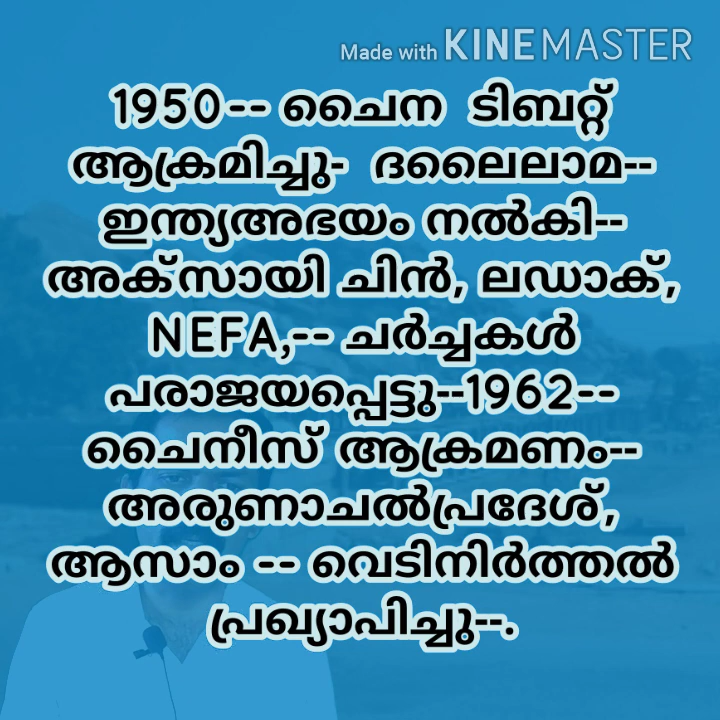 Made with KINEMASTER
1950-- ചൈന ടിബറ്റ്
ആക്രമിച്ചു- ദലൈലാമ--
ഇന്ത്യഅഭയം നൽകി--
അക്സായി ചിൻ, ലഡാക്,
NEFA,-- ചർച്ചകൾ
പരാജയപ്പെട്ടു--1962--
ചൈനീസ് ആക്രമണം--
അരുണാചൽപ്രദേശ്,
ആസാം -- വെടിനിർത്തൽ
പ്രഖ്യാപിച്ചു--.